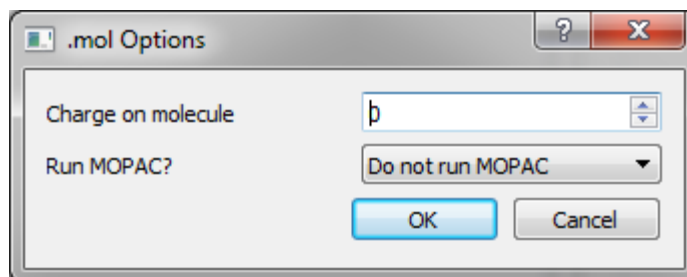 .mol Options
Charge on molecule 0
Run MOPAC? Do not run MOPAC
OK Cancel